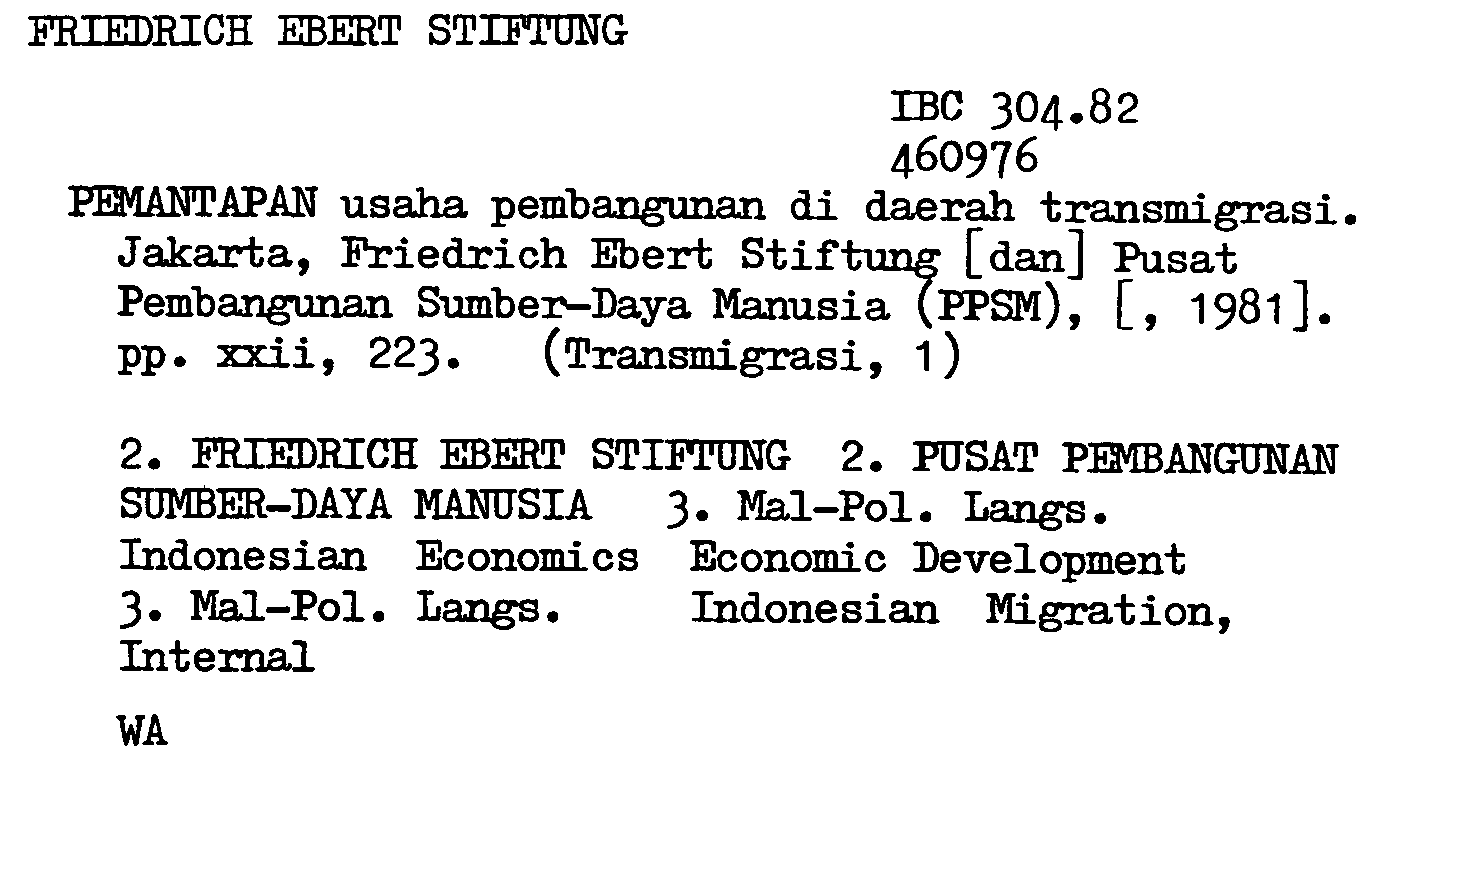 FRIEDRICH EBERT STIFTUNG
IBC 304.82
460976
PEMANTAPAN usaha pembangunan di daerah transmigrasi.
Jakarta, Friedrich Ebert Stiftung [dan] Pusat
Pembangunan Sumber-Daya Manusia (PPSM), [, 1981].
pp. xxii, 223. (Transmigrasi, 1)
2. FRIEDRICH EBERT STIFTUNG 2. PUSAT PEMBANGUNAN
SUMBER-DAYA MANUSIA 3. Mal-Pol. Langs.
Indonesian Economics Economic Development
3. Mal-Pol. Langs. Indonesian Migration,
Internal
WA